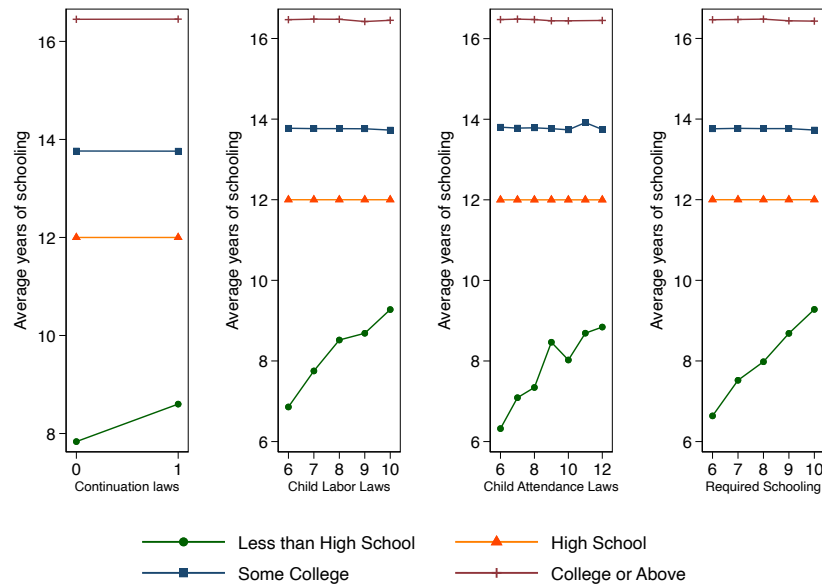 Average years of schooling
16
14
12
10
8
0 1
Continuation laws
Average years of schooling
16
14
12
10
8
6
6 7 8 9 10
Child Labor Laws
Average years of schooling
16
14
12
10
8
6
6 8 10 12
Child Attendance Laws
Average years of schooling
16
14
12
10
8
6
6 7 8 9 10
Required Schooling
Less than High School
High School
Some College
College or Above